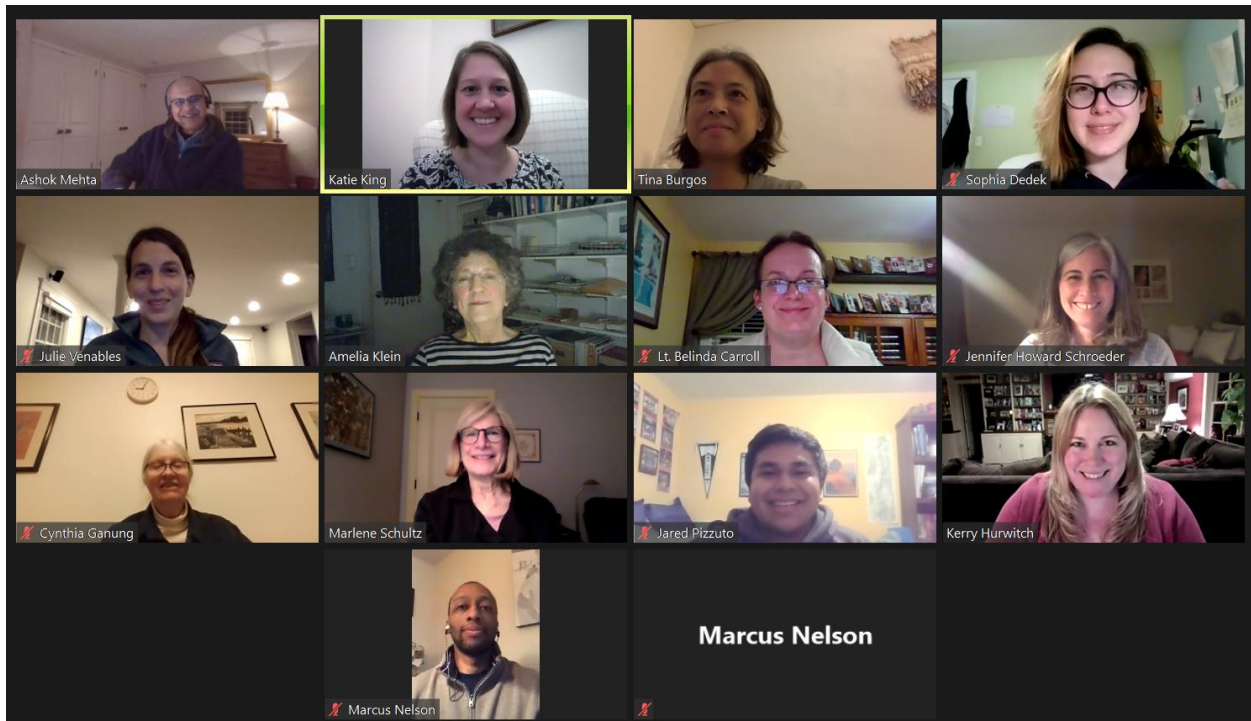 Ashok Mehta
Katie King
Tina Burgos
Sophia Dedek
Julie Venables
Amelia Klein
Lt. Belinda Carroll
Jennifer Howard Schroeder
Cynthia Ganung
Marlene Schultz
Jared Pizzuto
Kerry Hurwitch
Marcus Nelson
Marcus Nelson